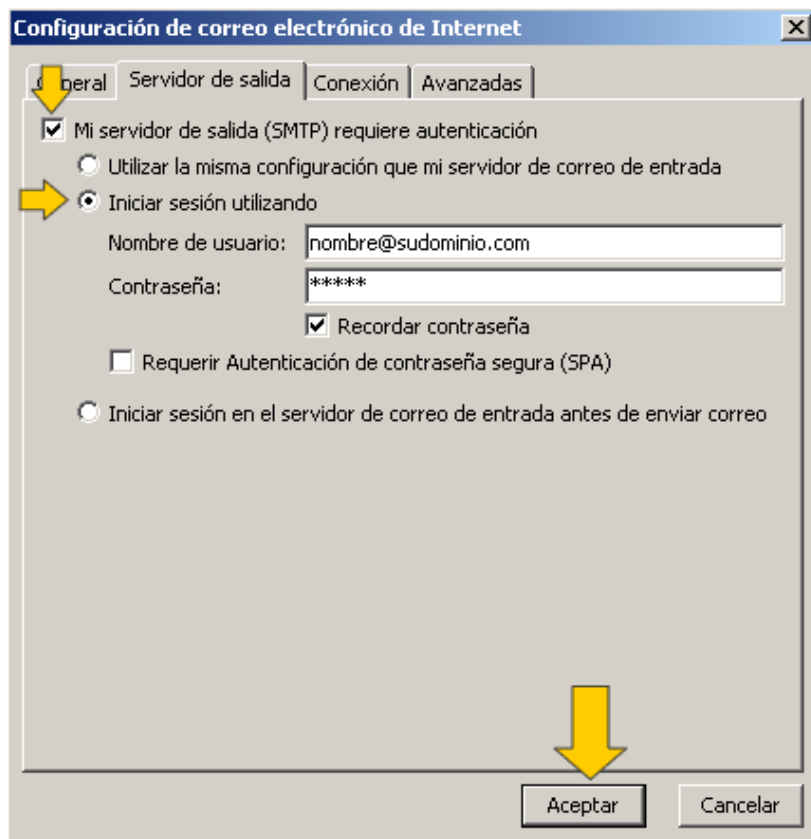 Configuración de correo electrónico de Internet
General Servidor de salida Conexión Avanzadas
Mi servidor de salida (SMTP) requiere autenticación
Utilizar la misma configuración que mi servidor de correo de entrada
Iniciar sesión utilizando
Nombre de usuario: nombre@sudominio.com
Contraseña: *****
Recordar contraseña
Requerir Autenticación de contraseña segura (SPA)
Iniciar sesión en el servidor de correo de entrada antes de enviar correo
Aceptar Cancelar